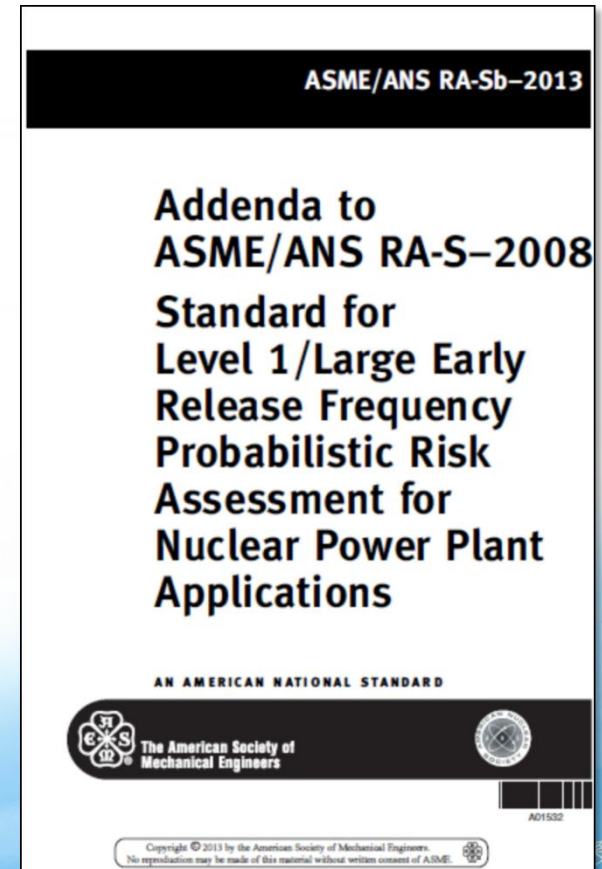 ASME/ANS RA-Sb–2013
Addenda to
ASME/ANS RA-S–2008
Standard for
Level 1/Large Early
Release Frequency
Probabilistic Risk
Assessment for
Nuclear Power Plant
Applications
AN AMERICAN NATIONAL STANDARD
The American Society of
Mechanical Engineers
AMERICAN NUCLEAR
SOCIETY
A01532
Copyright © 2013 by the American Society of Mechanical Engineers.
No reproduction may be made of this material without written consent of ASME.